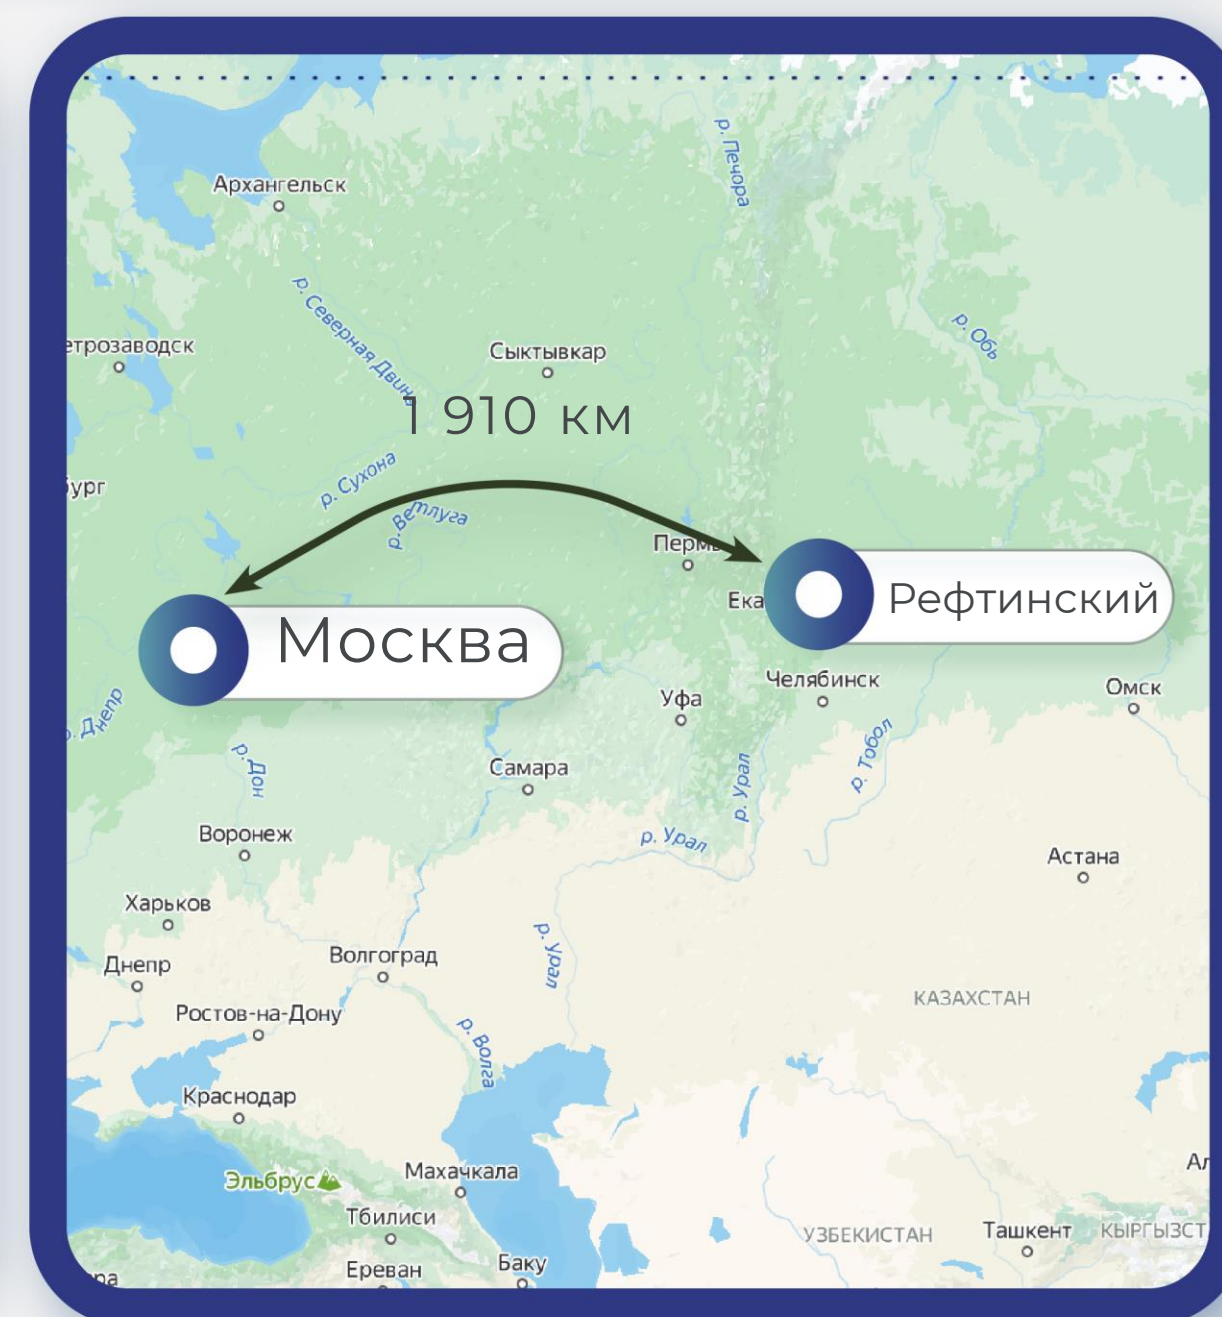 р. Печора
Архангельск
р. Северная Двина
р. Обь
етрозаводск
Сыктывкар
1 910 км
р. Сухона
ург
р. Ветлуга
Пермь
Ека
Рефтинский
Москва
Челябинск
Уфа
Омск
р. Днепр
р. Дон
р. Тобол
Самара
р. Урал
Воронеж
р. Урал
Астана
Харьков
р. Урал
Волгоград
Днепр
КАЗАХСТАН
Ростов-на-Дону
р. Волга
Краснодар
Махачкала
Ал
Эльбрус
Тбилиси
УЗБЕКИСТАН
Ташкент
КЫРГЫЗСТ
Баку
Ереван
ра